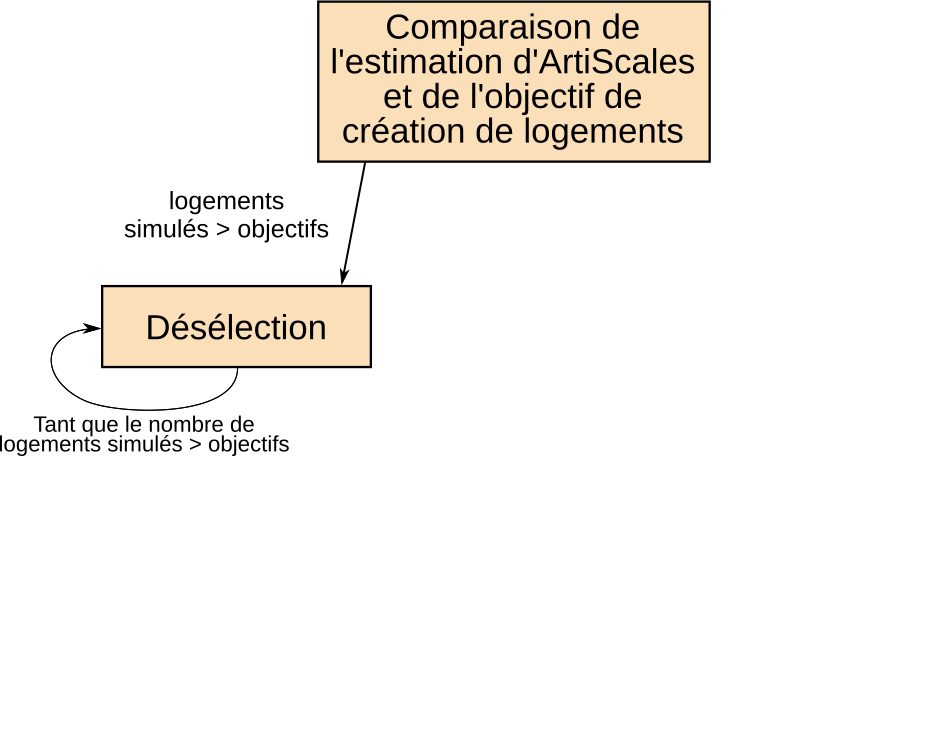 Comparaison de
l'estimation d'ArtiScales
et de l'objectif de
création de logements
logements
simulés > objectifs
Désélection
Tant que le nombre de
logements simulés > objectifs